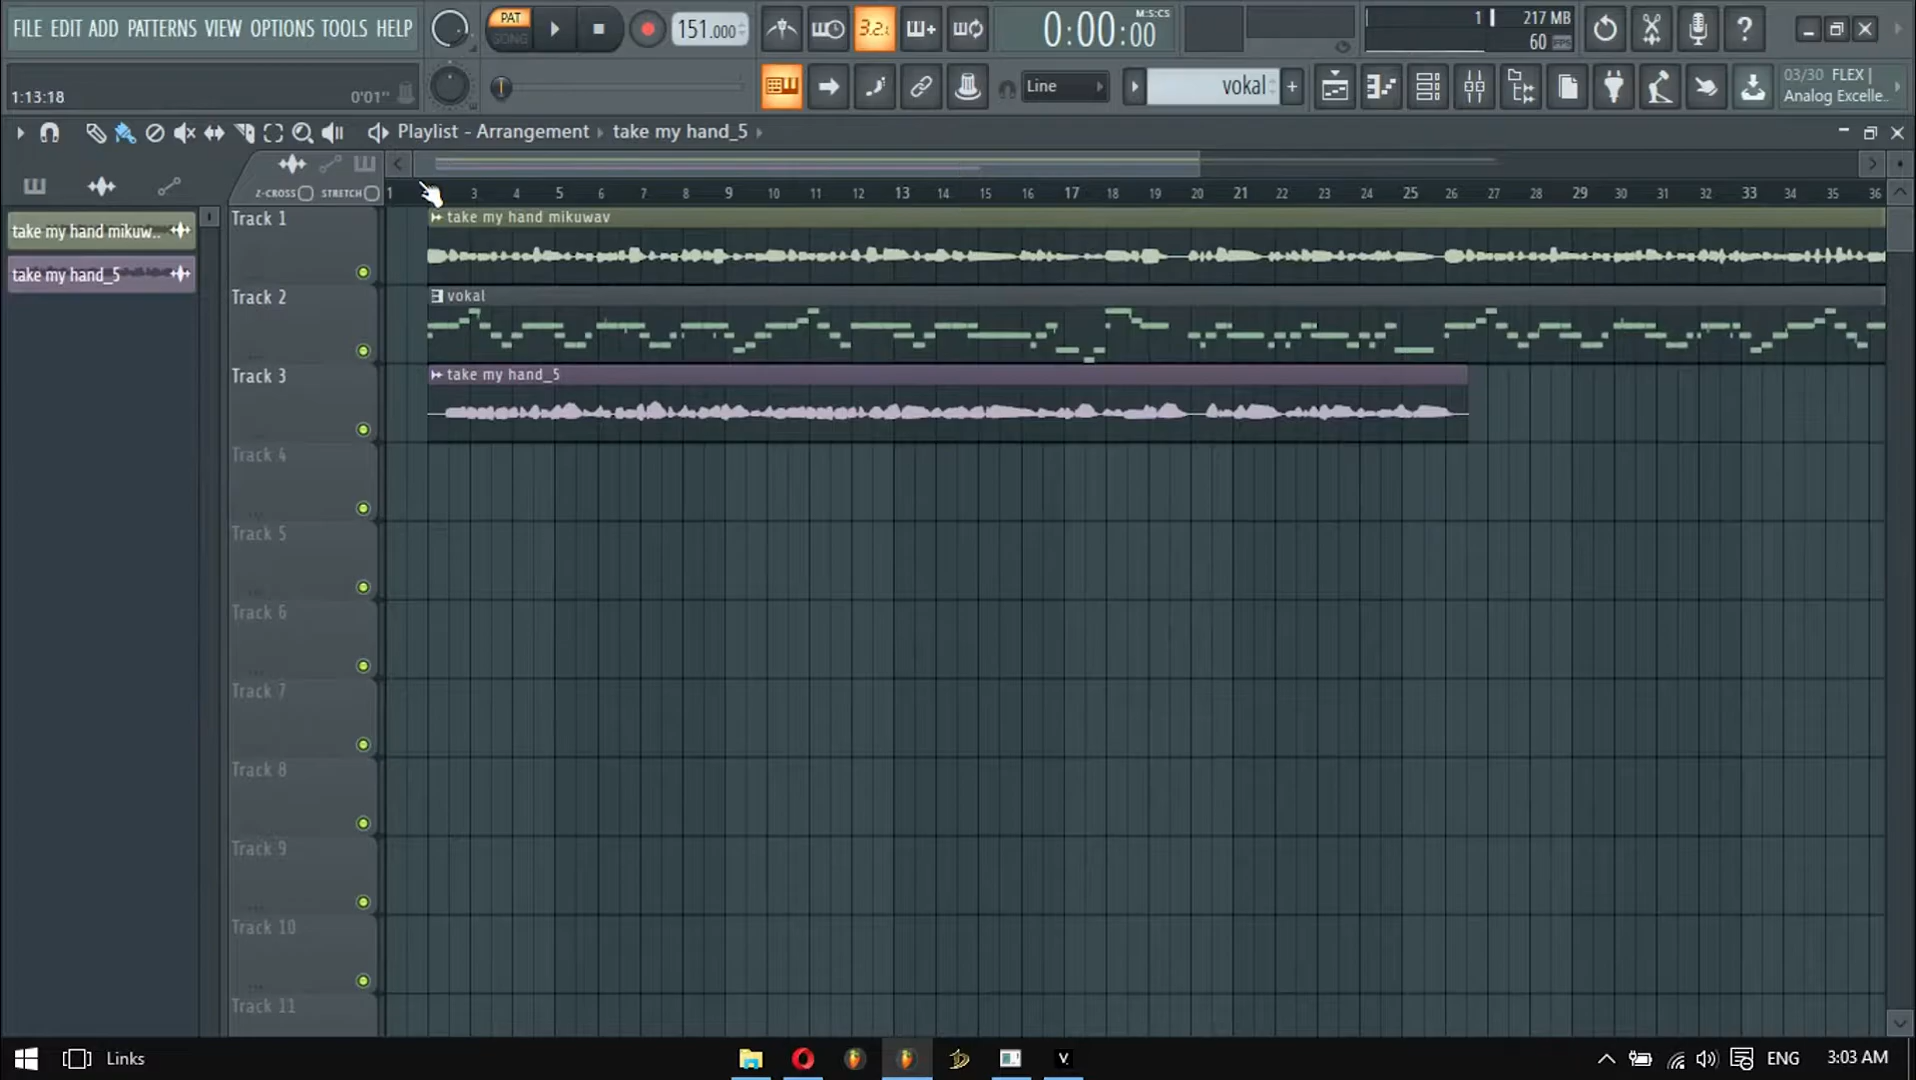 FILE EDIT ADD PATTERNS VIEW OPTIONS TOOLS HELP
PAT
SONG
151.000
3.2.
M:S:CS
0:00:00
1
217 MB
60
1:13:18
0'01"
Line
vokal
03/30 FLEX |
Analog Excelle..
Playlist - Arrangement › take my hand_5 ›
Z-CROSS STRETCH
1 3 4 5 6 7 8 9 10 11 12 13 14 15 16 17 18 19 20 21 22 23 24 25 26 27 28 29 30 31 32 33 34 35 36
take my hand mikuw..
take my hand_5
Track 1
take my hand mikuwav
Track 2
vokal
Track 3
take my hand_5
Track 4
Track 5
Track 6
Track 7
Track 8
Track 9
Track 10
Track 11
Links
V
ENG
3:03 AM